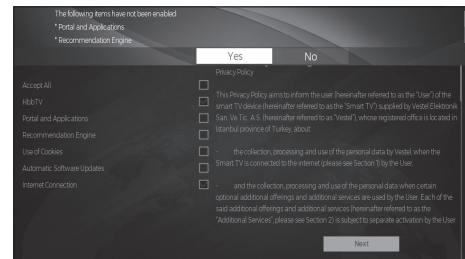 The following items have not been enabled
* Portal and Applications
* Recommendation Engine
Yes No
Privacy Policy
Accept All
This Privacy Policy aims to inform the user (hereinafter referred to as the "User") of the
HbbTV
smart TV device (hereinafter referred to as the "Smart TV") supplied by Vestel Elektronik
Portal and Applications
San. Ve Tic. A.S. (hereinafter referred to as "Vestel"), whose registered office is located in
Istanbul province of Turkey, about
Recommendation Engine
Use of Cookies
- the collection, processing and use of the personal data by Vestel, when the
Smart TV is connected to the internet (please see Section 1) by the User,
Automatic Software Updates
Internet Connection
- and the collection, processing and use of the personal data when certain
optional additional offerings and additional services are used by the User. Each of the
said additional offerings and additional services (hereinafter referred to as the
"Additional Services", please see Section 2) is subject to separate activation by the User
Next